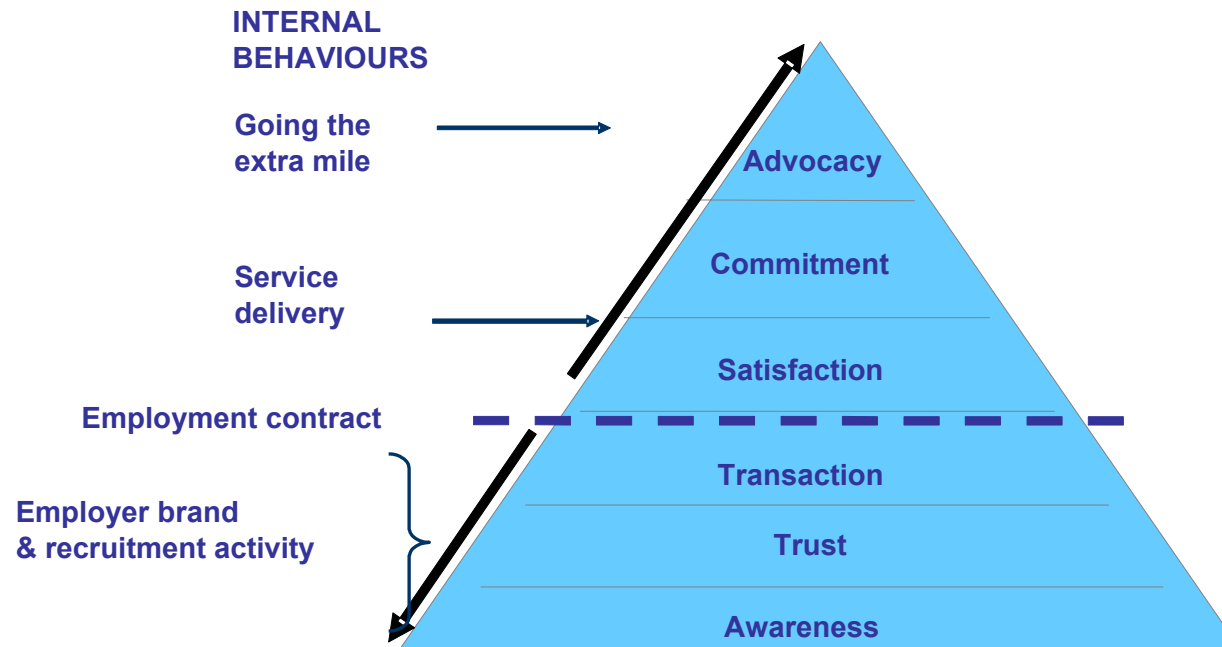 INTERNAL
BEHAVIOURS
Going the
extra mile
Advocacy
Commitment
Service
delivery
Satisfaction
Employment contract
Transaction
Employer brand
& recruitment activity
Trust
Awareness